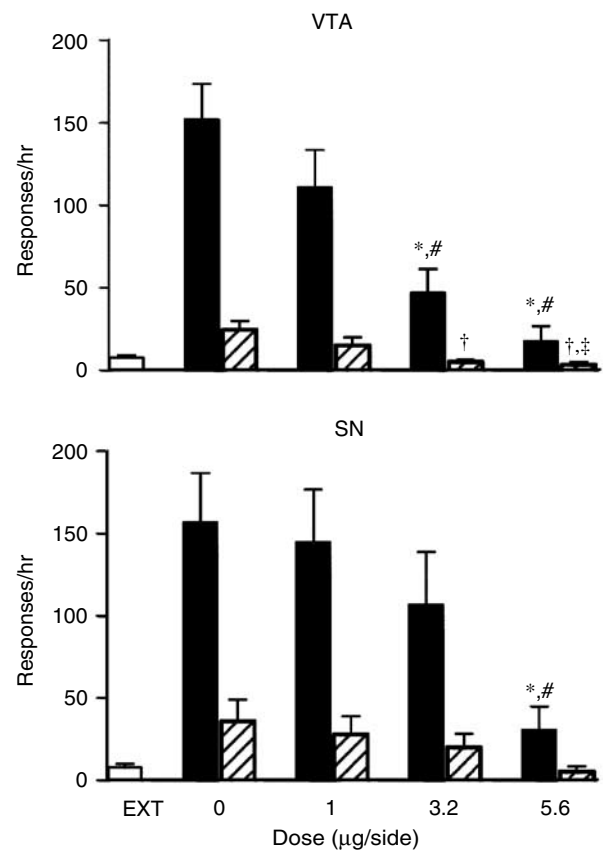 VTA
200
150
100
50
0
Responses/hr
*,#
†
*,#
†,‡
SN
200
150
100
50
0
Responses/hr
*,#
EXT 0 1 3.2 5.6
Dose (μg/side)